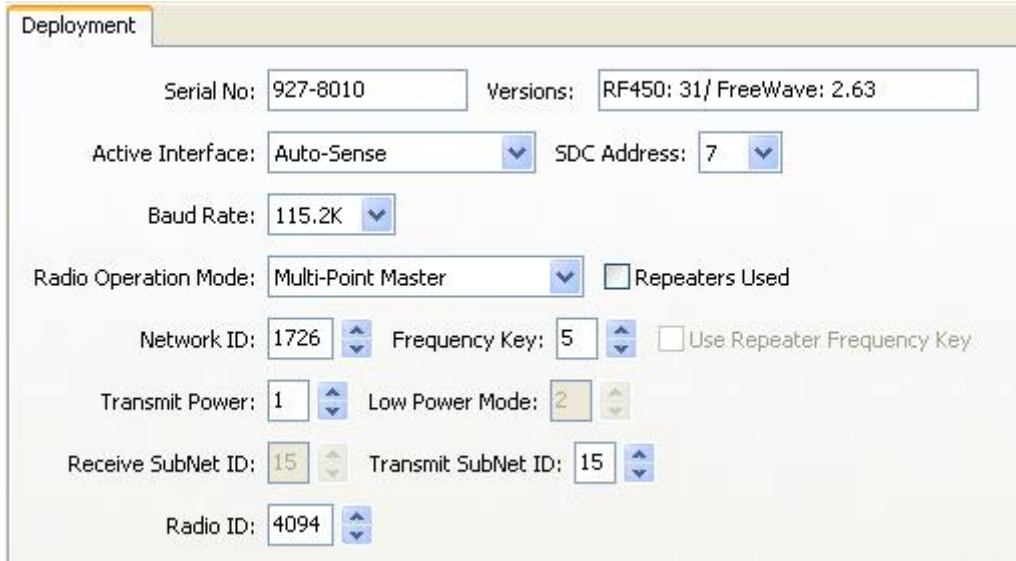 Deployment
Serial No: 927-8010 Versions: RF450: 31/ FreeWave: 2.63
Active Interface: Auto-Sense SDC Address: 7
Baud Rate: 115.2K
Radio Operation Mode: Multi-Point Master Repeaters Used
Network ID: 1726 Frequency Key: 5 Use Repeater Frequency Key
Transmit Power: 1 Low Power Mode: 2
Receive SubNet ID: 15 Transmit SubNet ID: 15
Radio ID: 4094